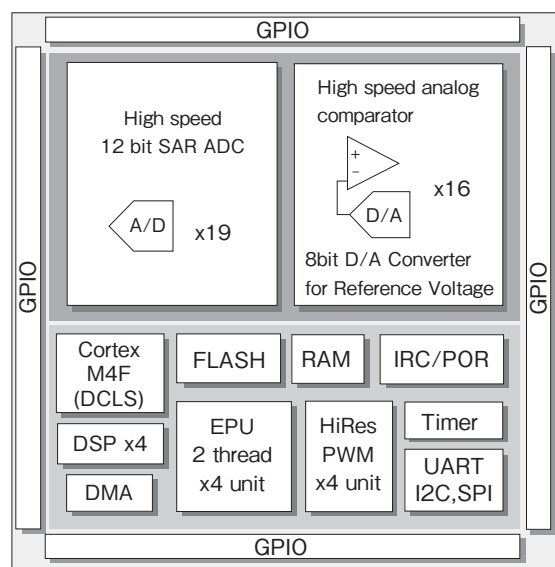 GPIO
GPIO
High speed
12 bit SAR ADC
A/D
x19
High speed analog
comparator
+
−
D/A
x16
8bit D/A Converter
for Reference Voltage
GPIO
Cortex
M4F
(DCLS)
FLASH
RAM
IRC/POR
DSP x4
DMA
EPU
2 thread
x4 unit
HiRes
PWM
x4 unit
Timer
UART
I2C,SPI
GPIO